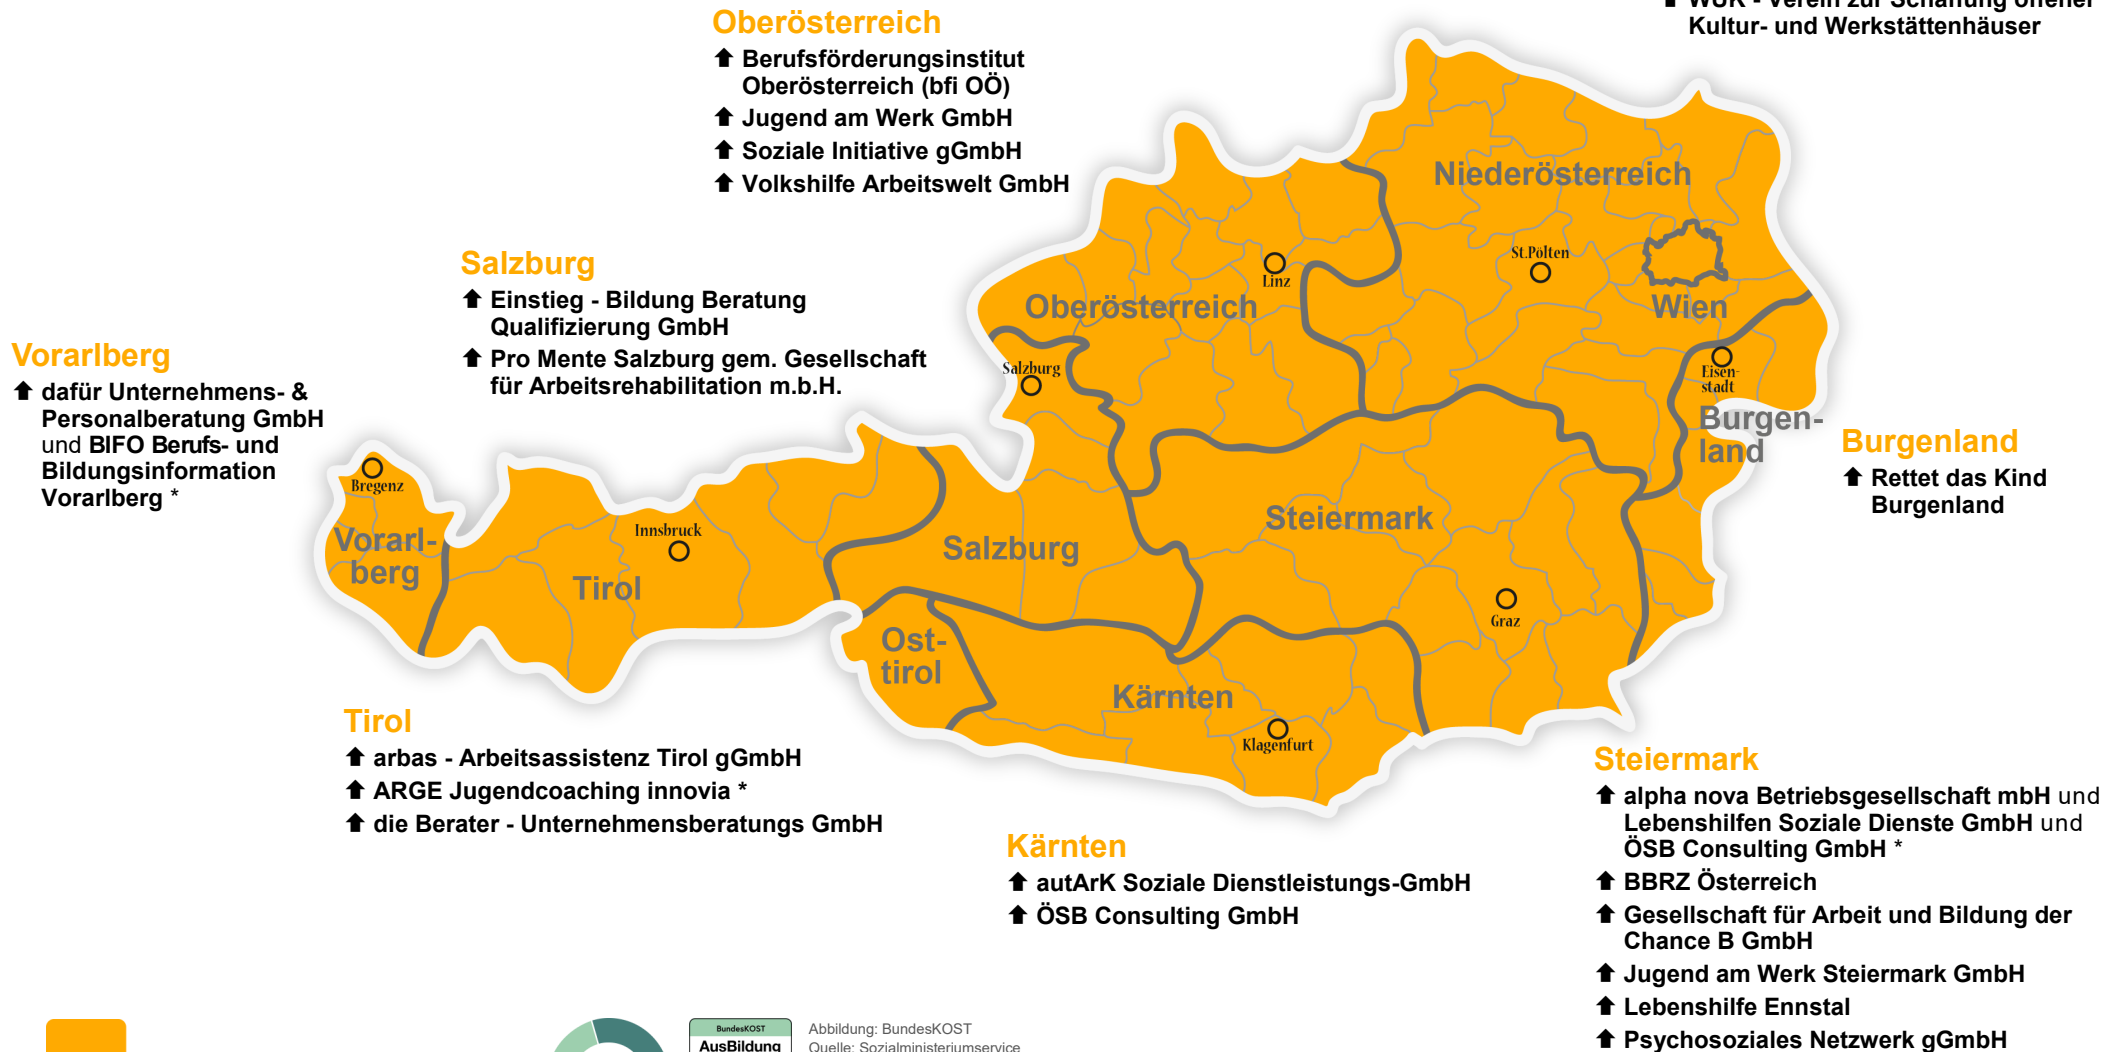 WUK - Verein zur Schaffung offener
Kultur- und Werkstättenhäuser
Oberösterreich
Berufsförderungsinstitut
Oberösterreich (bfi OÖ)
Jugend am Werk GmbH
Soziale Initiative gGmbH
Volkshilfe Arbeitswelt GmbH
Salzburg
Einstieg - Bildung Beratung
Qualifizierung GmbH
Pro Mente Salzburg gem. Gesellschaft
für Arbeitsrehabilitation m.b.H.
Vorarlberg
dafür Unternehmens- &
Personalberatung GmbH
und BIFO Berufs- und
Bildungsinformation
Vorarlberg *
Niederösterreich
St.Pölten
Linz
Oberösterreich
Wien
Salzburg
Eisen-
stadt
Burgen-
land
Burgenland
Rettet das Kind
Burgenland
Bregenz
Vorarl-
berg
Innsbruck
Tirol
Salzburg
Steiermark
Graz
Ost-
tirol
Kärnten
Klagenfurt
Tirol
arbas - Arbeitsassistenz Tirol gGmbH
ARGE Jugendcoaching innovia *
die Berater - Unternehmensberatungs GmbH
Kärnten
autArK Soziale Dienstleistungs-GmbH
ÖSB Consulting GmbH
Steiermark
alpha nova Betriebsgesellschaft mbH und
Lebenshilfen Soziale Dienste GmbH und
ÖSB Consulting GmbH *
BBRZ Österreich
Gesellschaft für Arbeit und Bildung der
Chance B GmbH
Jugend am Werk Steiermark GmbH
Lebenshilfe Ennstal
Psychosoziales Netzwerk gGmbH
BundesKOST
AusBildung
Abbildung: BundesKOST
Quelle: Sozialministeriumservice